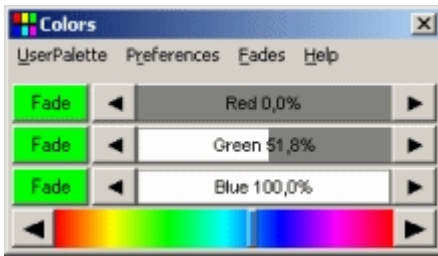 Colors
UserPalette Preferences Fades Help
Fade Red 0,0%
Fade Green 51,8%
Fade Blue 100,0%